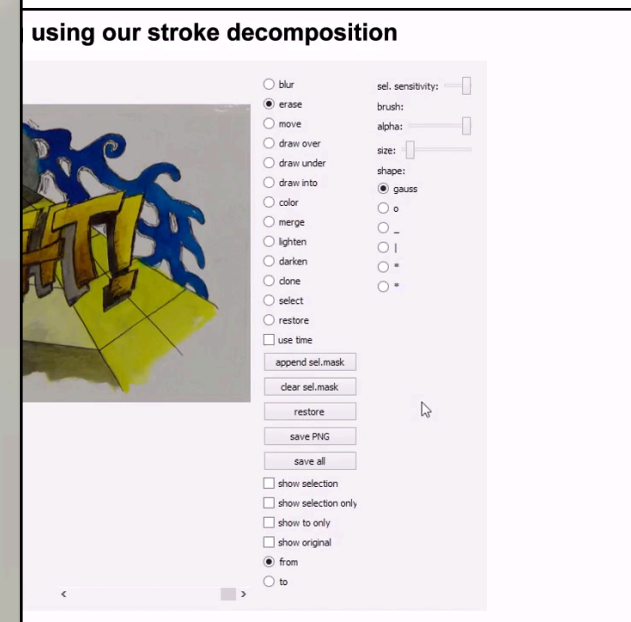 using our stroke decomposition
blur
erase
move
draw over
draw under
draw into
color
merge
lighten
darken
clone
select
restore
use time
append sel.mask
clear sel.mask
restore
save PNG
save all
show selection
show selection only
show to only
show original
from
to
sel. sensitivity:
brush:
alpha:
size:
shape:
gauss
o
_
|
HT!